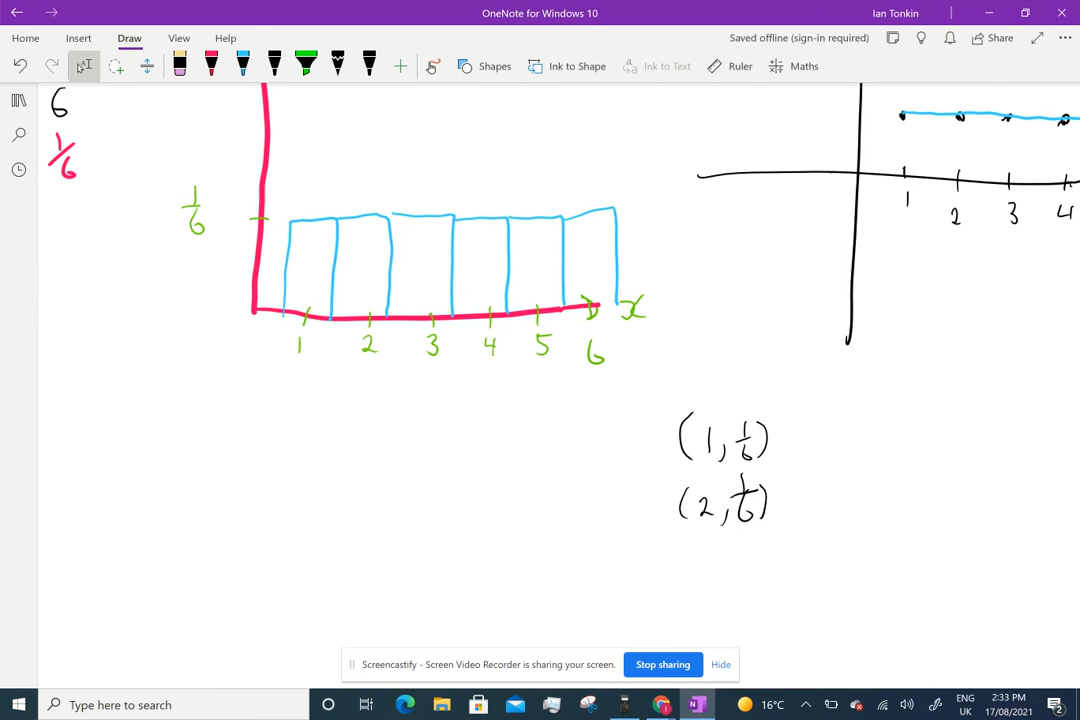 OneNote for Windows 10
Ian Tonkin
Home Insert Draw View Help
Saved offline (sign-in required)
Share
Shapes
Ink to Shape
Ink to Text
Ruler
Maths
6
1/6
1/6
x
1 2 3 4 5 6
1 2 3 4
(1, 1/6)
(2, 1/6)
Screencastify - Screen Video Recorder is sharing your screen.
Stop sharing
Hide
Type here to search
16°C
ENG
UK
2:33 PM
17/08/2021
2